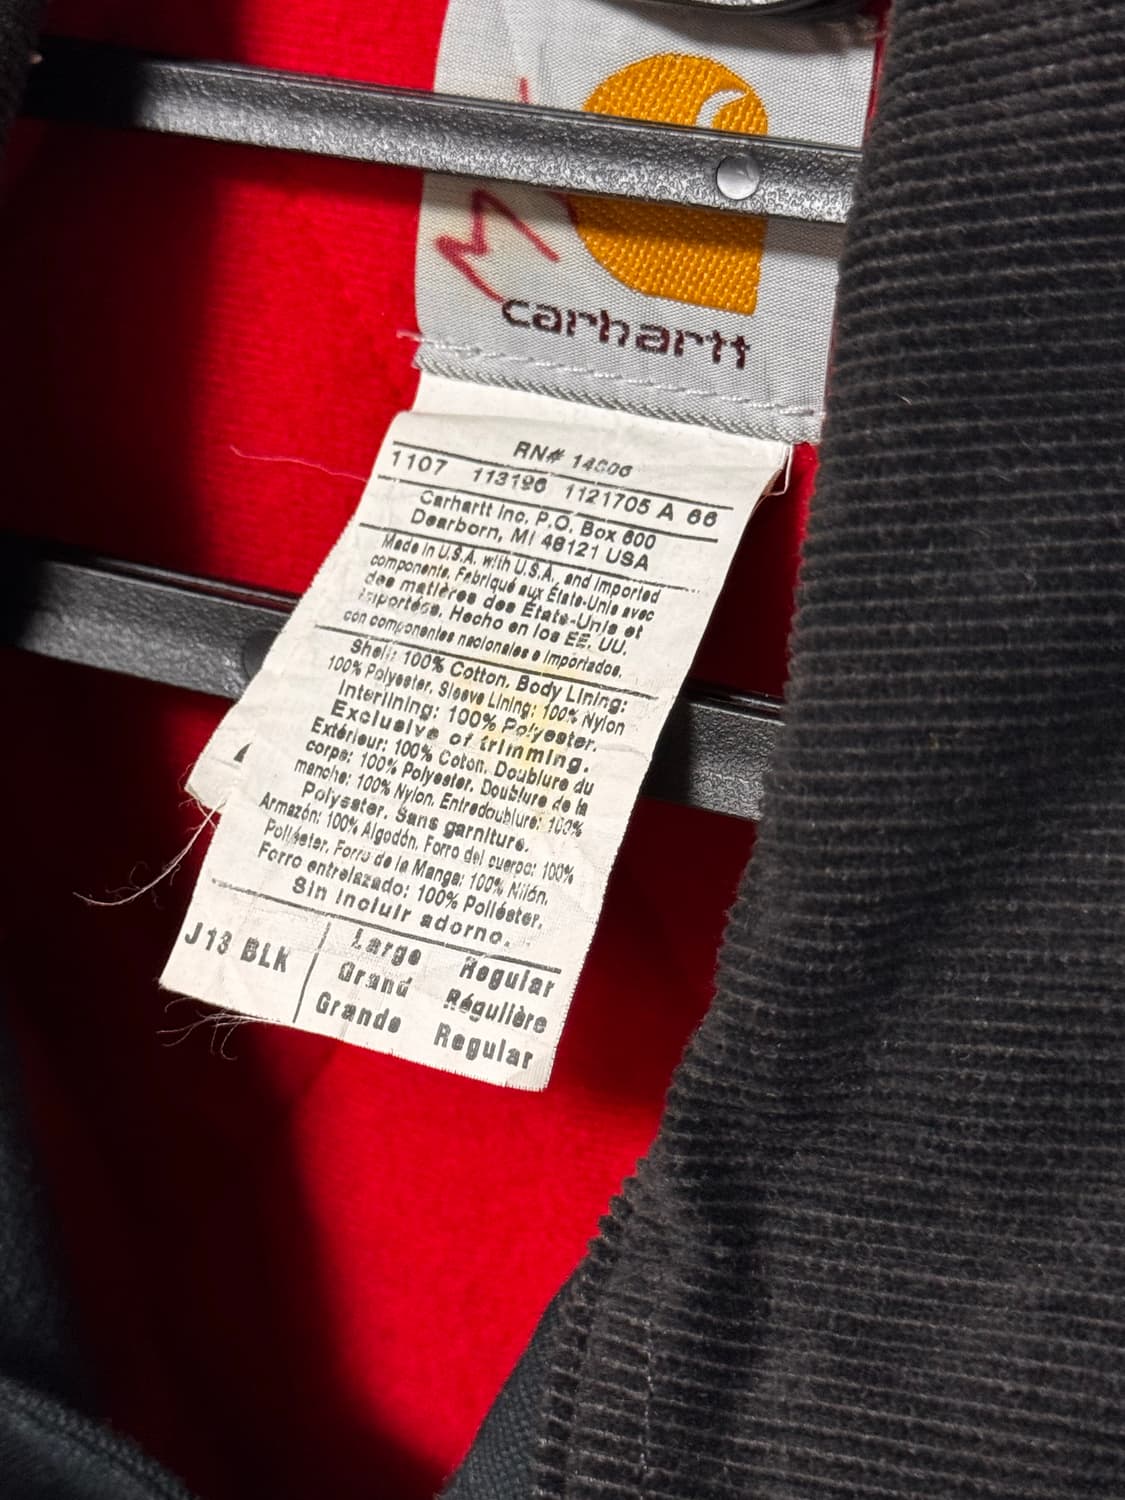 carhartt
RN# 14806
1107 113196 1121705 A 66
Carhartt Inc. P.O. Box 600
Dearborn, MI 48121 USA
Made in U.S.A. with U.S.A. and imported
components. Fabriqué aux États-Unis avec
des matières des États-Unis et
importées. Hecho en los EE. UU.
con componentes nacionales e importados.
Shell: 100% Cotton. Body Lining:
100% Polyester. Sleeve Lining: 100% Nylon
Interlining: 100% Polyester.
Exclusive of trimming.
Extérieur: 100% Coton. Doublure du
corps: 100% Polyester. Doublure de la
manche: 100% Nylon. Entredoublure: 100%
Polyester. Sans garniture.
Armazón: 100% Algodón. Forro del cuerpo: 100%
Poliéster. Forro de la Manga: 100% Nilón.
Forro entrelazado: 100% Poliéster.
Sin incluir adorno.
J13 BLK Large Regular
Grand Régulière
Grande Regular